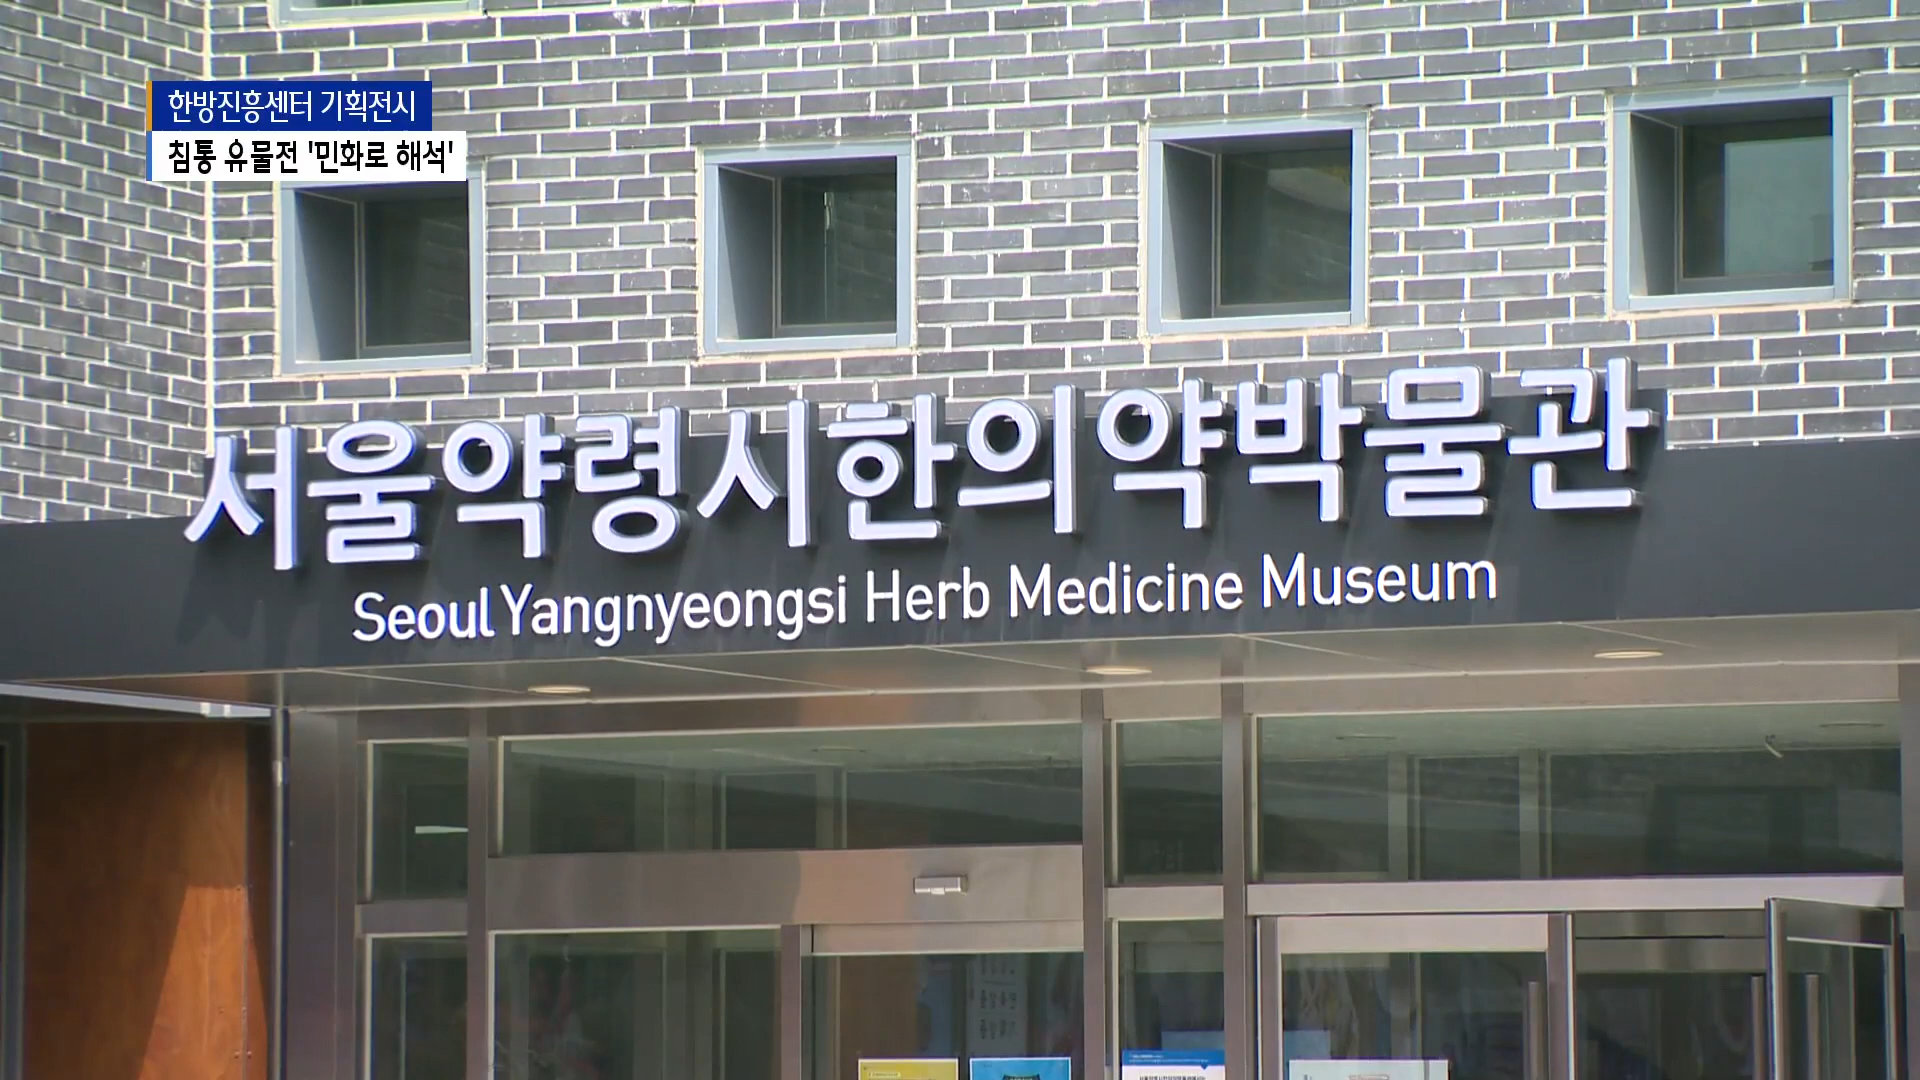 한방진흥센터 기획전시
침통 유물전 '민화로 해석'
서울약령시한의약박물관
Seoul Yangnyeongsi Herb Medicine Museum